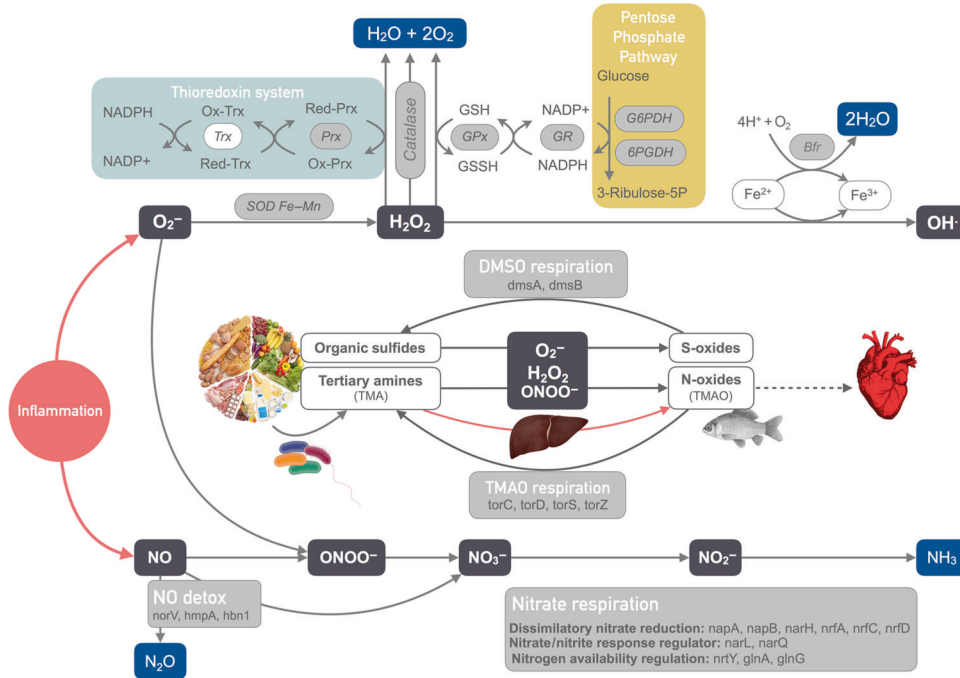 H₂O + 2O₂
Pentose
Phosphate
Pathway
Thioredoxin system
NADPH
Ox-Trx
Red-Prx
Trx
Prx
NADP+
Red-Trx
Ox-Prx
Catalase
GSH
GPx
GSSH
NADP+
GR
NADPH
Glucose
G6PDH
6PGDH
3-Ribulose-5P
4H⁺ + O₂
2H₂O
Bfr
Fe²⁺
Fe³⁺
O₂⁻
SOD Fe–Mn
H₂O₂
OH·
DMSO respiration
dmsA, dmsB
Organic sulfides
O₂⁻
H₂O₂
ONOO⁻
S-oxides
Tertiary amines
(TMA)
N-oxides
(TMAO)
Inflammation
TMAO respiration
torC, torD, torS, torZ
NO
ONOO⁻
NO₃⁻
NO₂⁻
NH₃
NO detox
norV, hmpA, hbn1
N₂O
Nitrate respiration
Dissimilatory nitrate reduction: napA, napB, narH, nrfA, nrfC, nrfD
Nitrate/nitrite response regulator: narL, narQ
Nitrogen availability regulation: nrtY, glnA, glnG